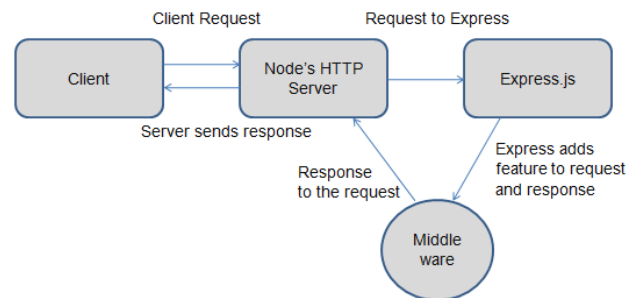 Client Request
Request to Express
Client
Node's HTTP
Server
Express.js
Server sends response
Express adds
feature to request
and response
Response
to the request
Middle
ware